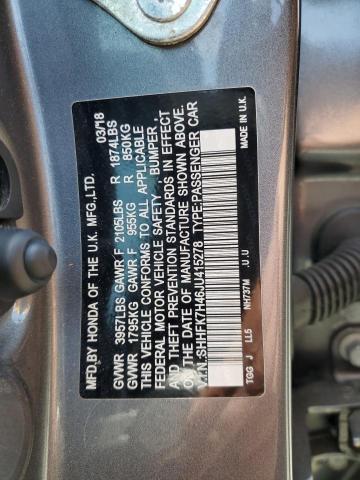 MFD.BY HONDA OF THE U.K. MFG.,LTD. 03/18
GVWR 3957LBS GAWR F 2105LBS R 1874LBS
GVWR 1795KG GAWR F 955KG R 850KG
THIS VEHICLE CONFORMS TO ALL APPLICABLE
FEDERAL MOTOR VEHICLE SAFETY , BUMPER ,
THEFT PREVENTION STANDARDS IN EFFECT
ON THE DATE OF MANUFACTURE SHOWN ABOVE.
V.I.N.:SHHFK7H46JU415278 TYPE:PASSENGER CAR
TGG J LL5 NH737M .U.U MADE IN U.K.